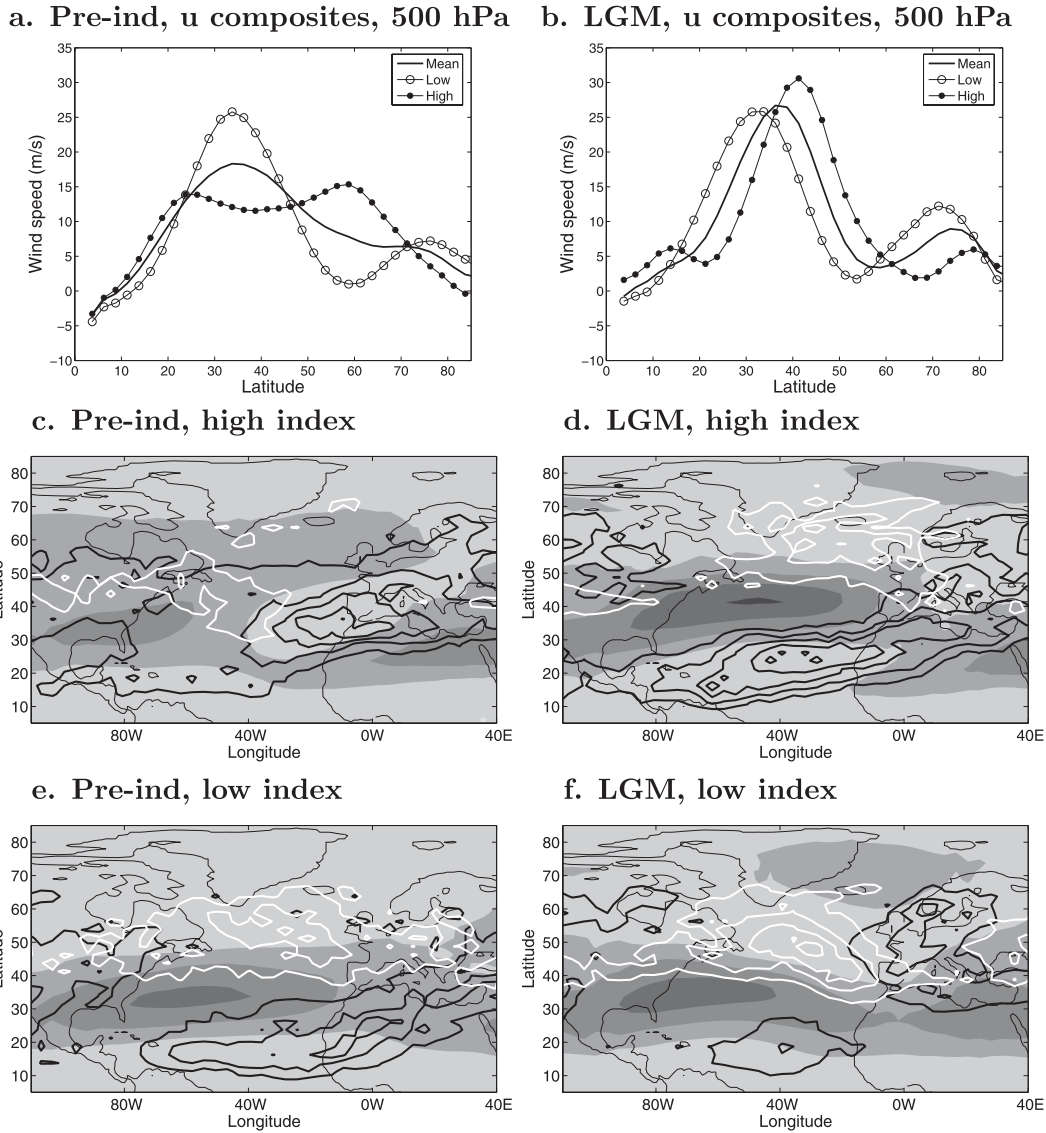 a. Pre-ind, u composites, 500 hPa
b. LGM, u composites, 500 hPa
35
30
25
20
15
10
5
0
−5
−10
Wind speed (m/s)
Mean
Low
High
0 10 20 30 40 50 60 70 80
Latitude
35
30
25
20
15
10
5
0
−5
−10
Wind speed (m/s)
Mean
Low
High
0 10 20 30 40 50 60 70 80
Latitude
c. Pre-ind, high index
d. LGM, high index
80
70
60
50
40
30
20
10
80W 40W 0W 40E
Longitude
Latitude
80
70
60
50
40
30
20
10
80W 40W 0W 40E
Longitude
e. Pre-ind, low index
f. LGM, low index
80
70
60
50
40
30
20
10
80W 40W 0W 40E
Longitude
Latitude
80
70
60
50
40
30
20
10
80W 40W 0W 40E
Longitude